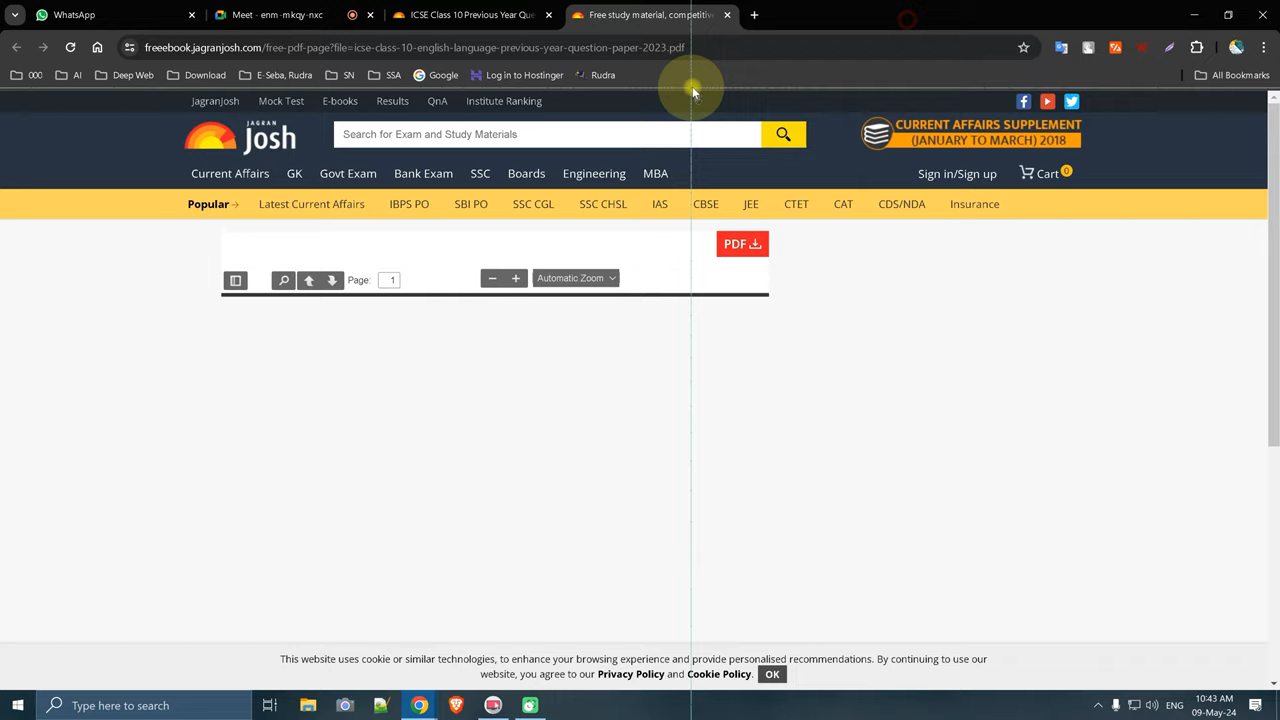 WhatsApp
Meet - enm-mkqy-nxc
ICSE Class 10 Previous Year Que
Free study material, competitive
freeebook.jagranjosh.com/free-pdf-page?file=icse-class-10-english-language-previous-year-question-paper-2023.pdf
000
AI
Deep Web
Download
E-Seba, Rudra
SN
SSA
Google
Log in to Hostinger
Rudra
All Bookmarks
JagranJosh
Mock Test
E-books
Results
QnA
Institute Ranking
JAGRAN
Josh
Search for Exam and Study Materials
CURRENT AFFAIRS SUPPLEMENT
(JANUARY TO MARCH) 2018
Current Affairs
GK
Govt Exam
Bank Exam
SSC
Boards
Engineering
MBA
Sign in/Sign up
Cart 0
Popular
Latest Current Affairs
IBPS PO
SBI PO
SSC CGL
SSC CHSL
IAS
CBSE
JEE
CTET
CAT
CDS/NDA
Insurance
PDF
Page: 1
Automatic Zoom
This website uses cookie or similar technologies, to enhance your browsing experience and provide personalised recommendations. By continuing to use our
website, you agree to our Privacy Policy and Cookie Policy. OK
Type here to search
ENG
10:43 AM
09-May-24